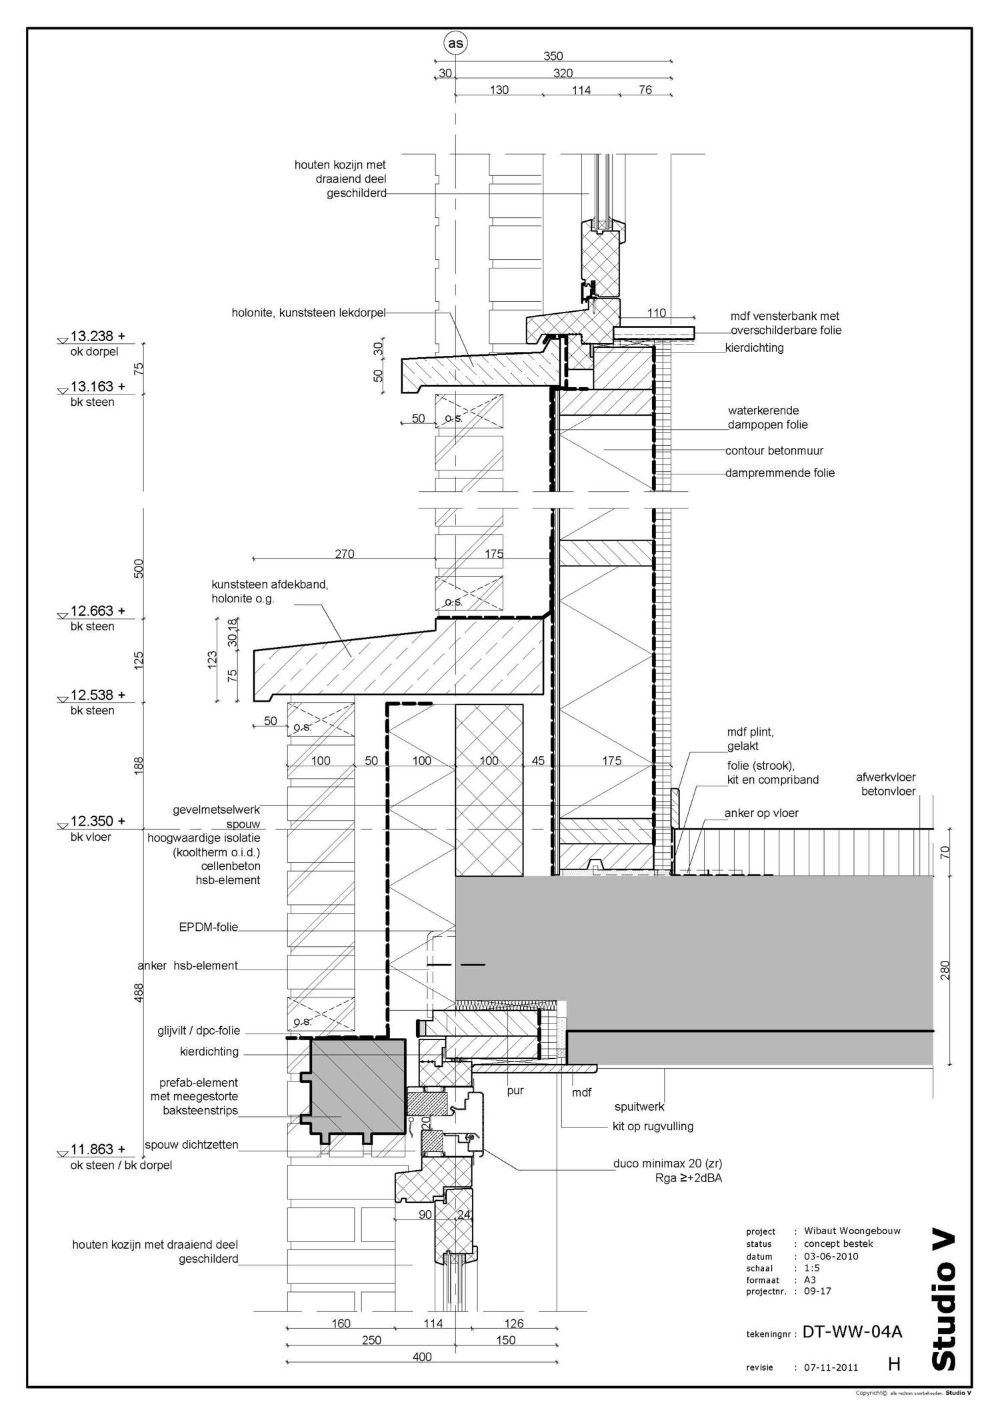 as
350
30
320
130
114
76
houten kozijn met
draaiend deel
geschilderd
holonite, kunststeen lekdorpel
110
mdf vensterbank met
overschilderbare folie
kierdichting
13.238 +
ok dorpel
75
30
50
13.163 +
bk steen
50
o.s.
waterkerende
dampopen folie
contour betonmuur
dampremmende folie
270
175
500
kunststeen afdekband,
holonite o.g.
o.s.
12.663 +
bk steen
18
30
123
75
125
12.538 +
bk steen
50
o.s.
mdf plint,
gelakt
100
50
100
100
45
175
188
folie (strook),
kit en compriband
afwerkvloer
betonvloer
anker op vloer
gevelmetselwerk
spouw
hoogwaardige isolatie
(kooltherm o.i.d.)
cellenbeton
hsb-element
12.350 +
bk vloer
70
EPDM-folie
anker hsb-element
280
488
o.s.
glijvilt / dpc-folie
kierdichting
prefab-element
met meegestorte
baksteenstrips
pur
mdf
spuitwerk
kit op rugvulling
20
spouw dichtzetten
11.863 +
ok steen / bk dorpel
duco minimax 20 (zr)
Rga ≥+2dBA
90
24
houten kozijn met draaiend deel
geschilderd
160
114
126
250
150
400
project : Wibaut Woongebouw
status : concept bestek
datum : 03-06-2010
schaal : 1:5
formaat : A3
projectnr. : 09-17
tekeningnr : DT-WW-04A
revisie : 07-11-2011 H
Studio V
Copyright© alle rechten voorbehouden. Studio V